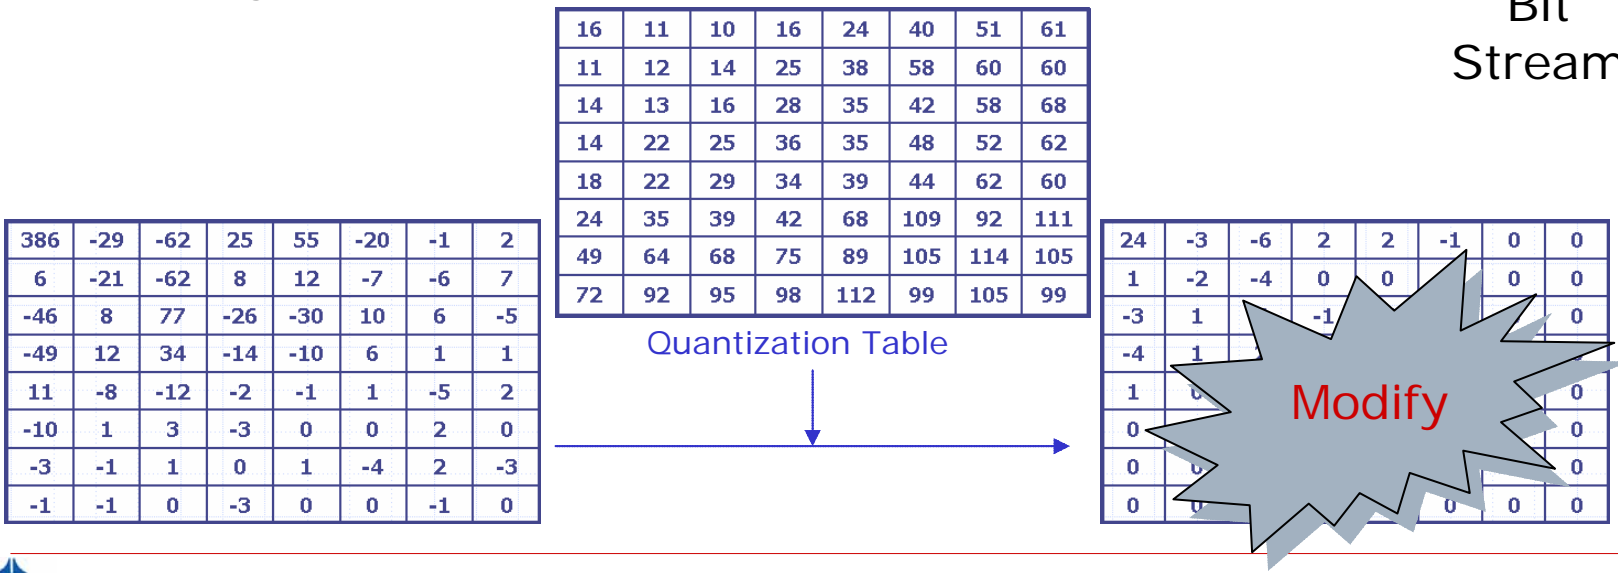 Bit
Stream
16 11 10 16 24 40 51 61
11 12 14 25 38 58 60 60
14 13 16 28 35 42 58 68
14 22 25 36 35 48 52 62
18 22 29 34 39 44 62 60
24 35 39 42 68 109 92 111
49 64 68 75 89 105 114 105
72 92 95 98 112 99 105 99
Quantization Table
386 -29 -62 25 55 -20 -1 2
6 -21 -62 8 12 -7 -6 7
-46 8 77 -26 -30 10 6 -5
-49 12 34 -14 -10 6 1 1
11 -8 -12 -2 -1 1 -5 2
-10 1 3 -3 0 0 2 0
-3 -1 1 0 1 -4 2 -3
-1 -1 0 -3 0 0 -1 0
24 -3 -6 2 2 -1 0 0
1 -2 -4 0 0 0 0
-3 1 -1 0
-4 1
1 0 0
0 0
0 0 0
0 0 0 0 0
Modify